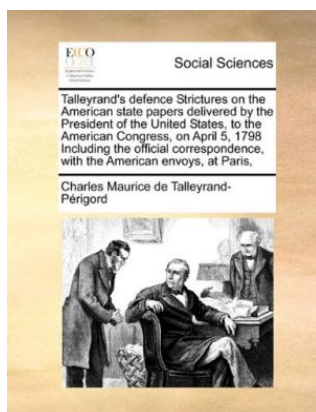 ECCO
Social Sciences
Talleyrand's defence Strictures on the
American state papers delivered by the
President of the United States, to the
American Congress, on April 5, 1798
Including the official correspondence,
with the American envoys, at Paris,
Charles Maurice de Talleyrand-
Périgord